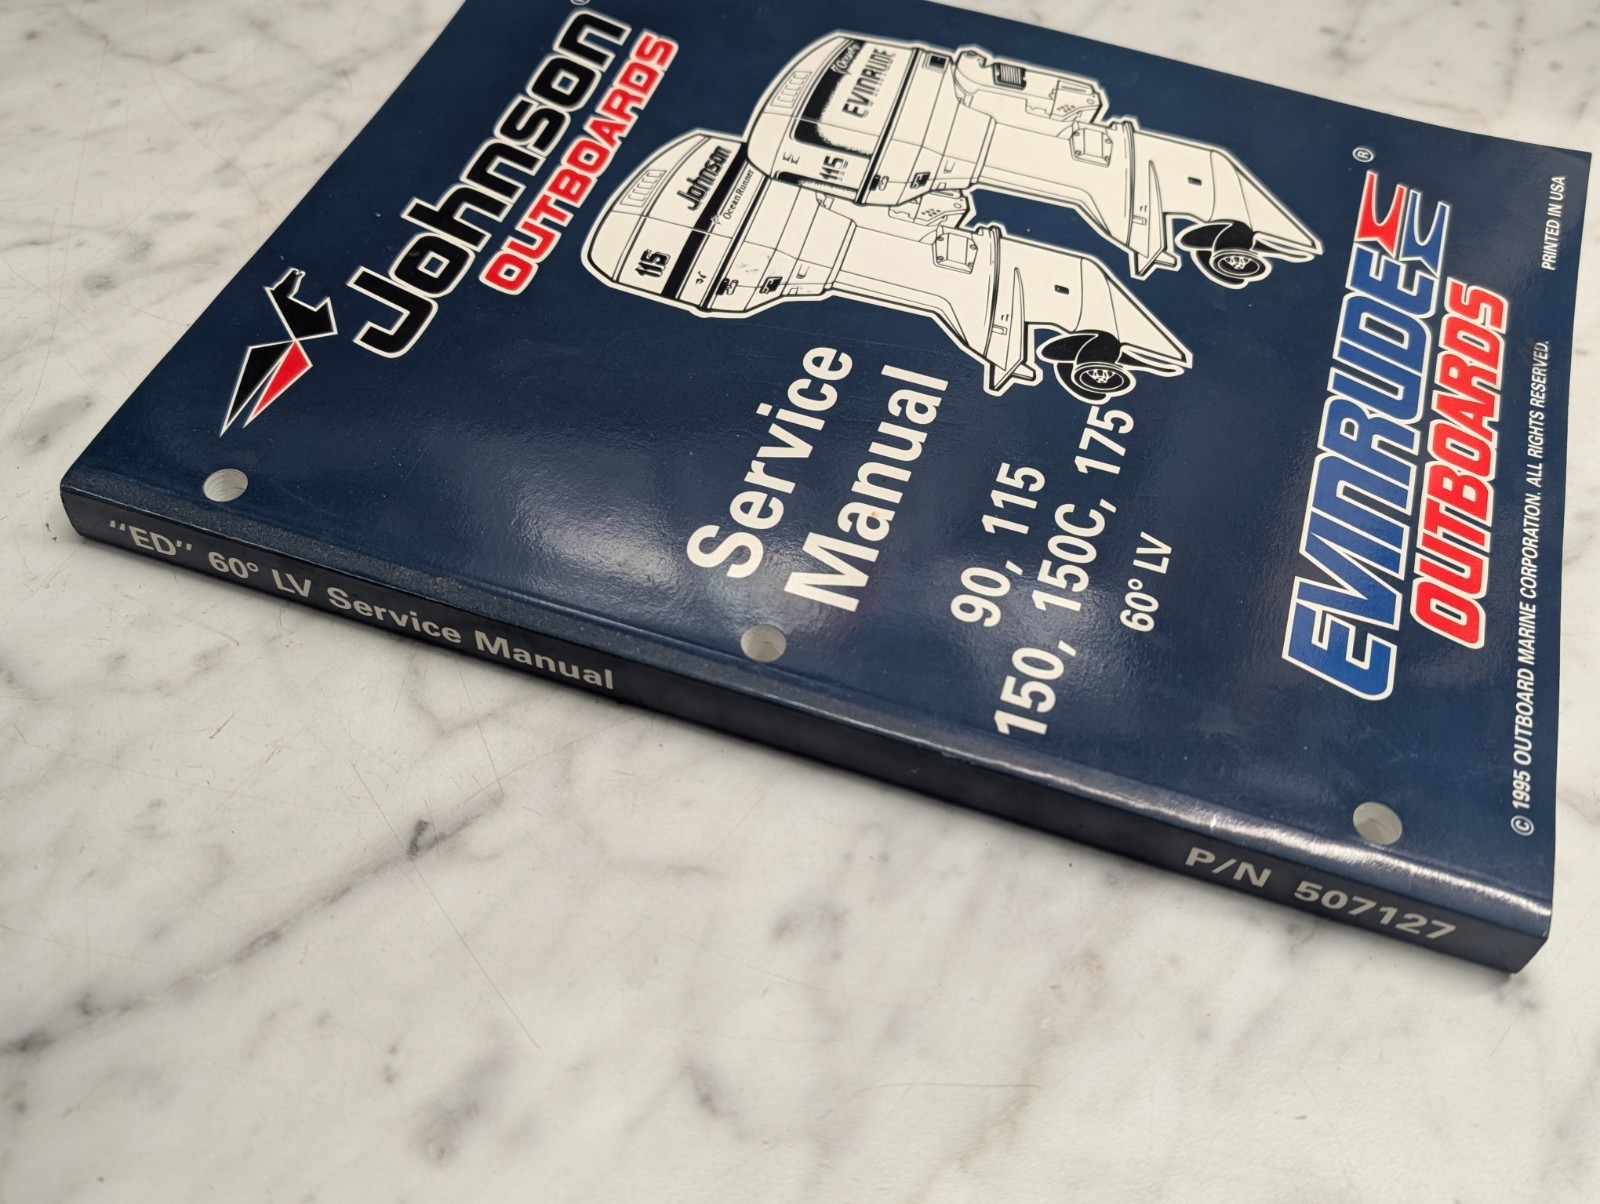 Johnson®
OUTBOARDS
EVINRUDE
115
Johnson
OceanRunner
115
Service
Manual
90, 115
150, 150C, 175
60° LV
EVINRUDE®
OUTBOARDS
© 1995 OUTBOARD MARINE CORPORATION. ALL RIGHTS RESERVED.
PRINTED IN USA
"ED" 60° LV Service Manual
P/N 507127